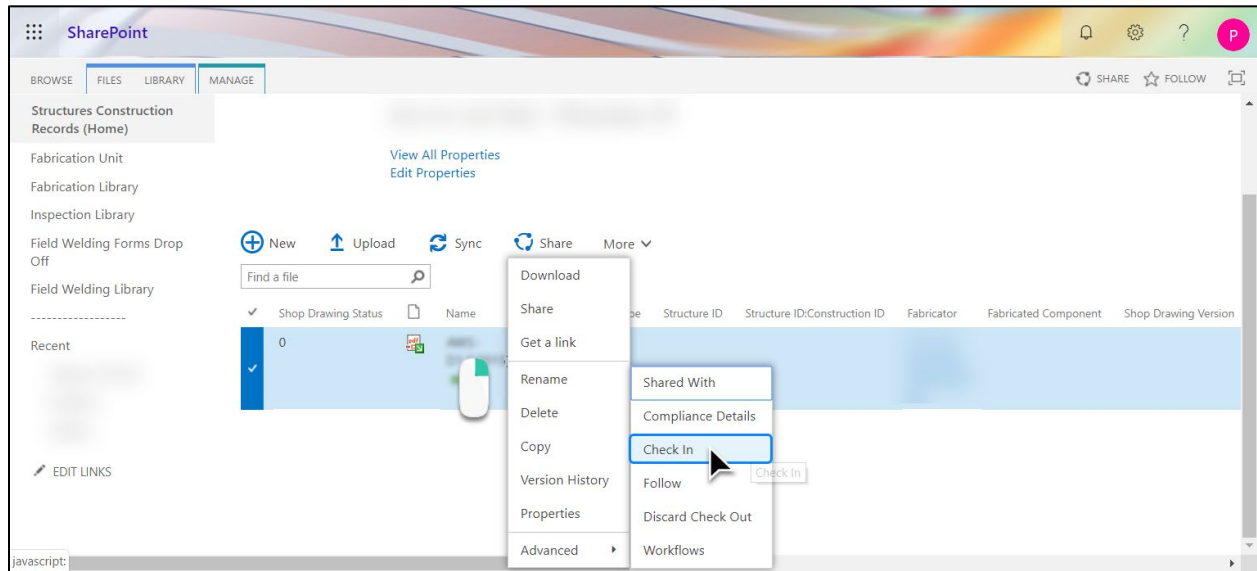 SharePoint
?
P
BROWSE FILES LIBRARY MANAGE
SHARE FOLLOW
Structures Construction
Records (Home)
Fabrication Unit
Fabrication Library
Inspection Library
Field Welding Forms Drop
Off
Field Welding Library
------------------
Recent
EDIT LINKS
View All Properties
Edit Properties
New Upload Sync Share More
Find a file
Shop Drawing Status Name Structure ID Structure ID:Construction ID Fabricator Fabricated Component Shop Drawing Version
0
Download
Share
Get a link
Rename
Delete
Copy
Version History
Properties
Advanced
Shared With
Compliance Details
Check In
Check In
Follow
Discard Check Out
Workflows
javascript: